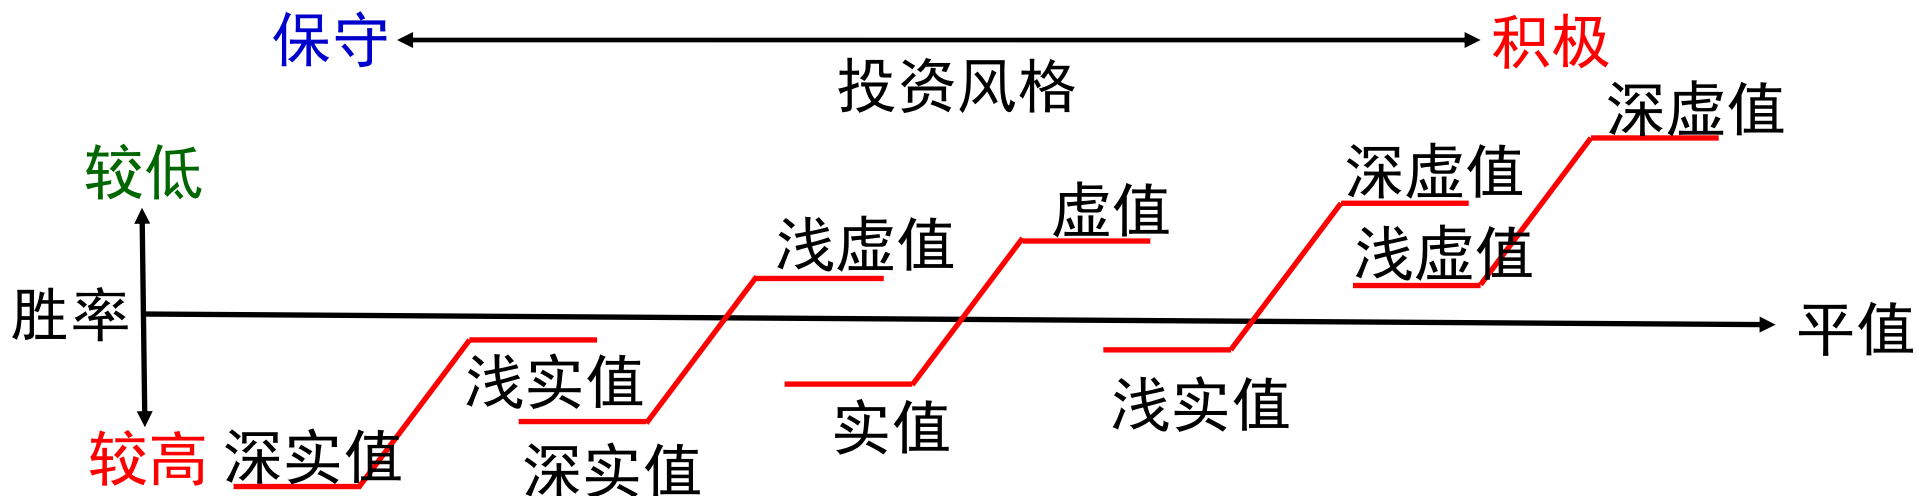 保守
积极
投资风格
深虚值
较低
深虚值
虚值
浅虚值
浅虚值
胜率
平值
浅实值
浅实值
实值
较高
深实值
深实值